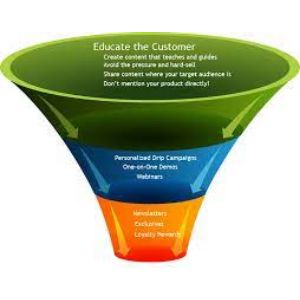 Educate the Customer
Create content that teaches and guides
Avoid the pressure and hard-sell
Share content where your target audience is
Don't mention your product directly!
Personalized Drip Campaigns
One-on-One Demos
Webinars
Newsletters
Exclusives
Loyalty Rewards